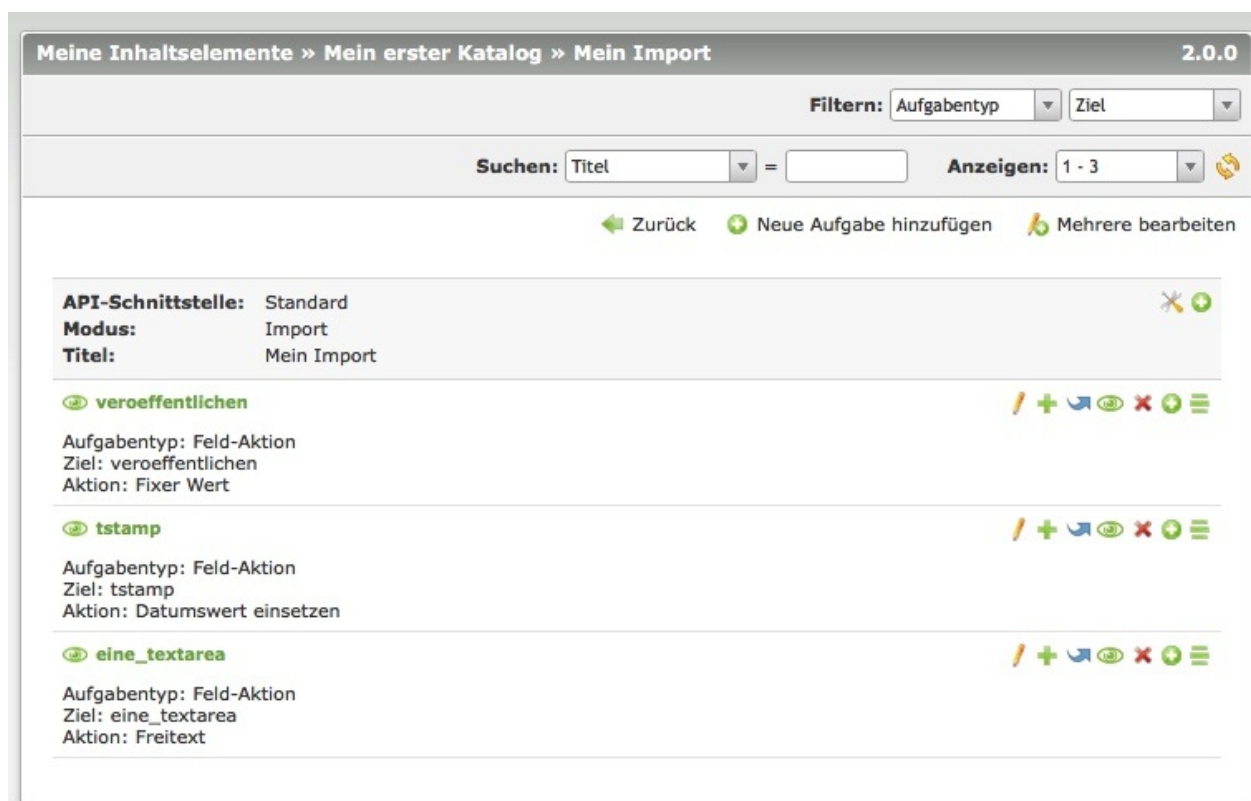 Meine Inhaltselemente » Mein erster Katalog » Mein Import 2.0.0
Filtern: Aufgabentyp Ziel
Suchen: Titel = Anzeigen: 1 - 3
Zurück Neue Aufgabe hinzufügen Mehrere bearbeiten
API-Schnittstelle: Standard
Modus: Import
Titel: Mein Import
veroeffentlichen
Aufgabentyp: Feld-Aktion
Ziel: veroeffentlichen
Aktion: Fixer Wert
tstamp
Aufgabentyp: Feld-Aktion
Ziel: tstamp
Aktion: Datumswert einsetzen
eine_textarea
Aufgabentyp: Feld-Aktion
Ziel: eine_textarea
Aktion: Freitext